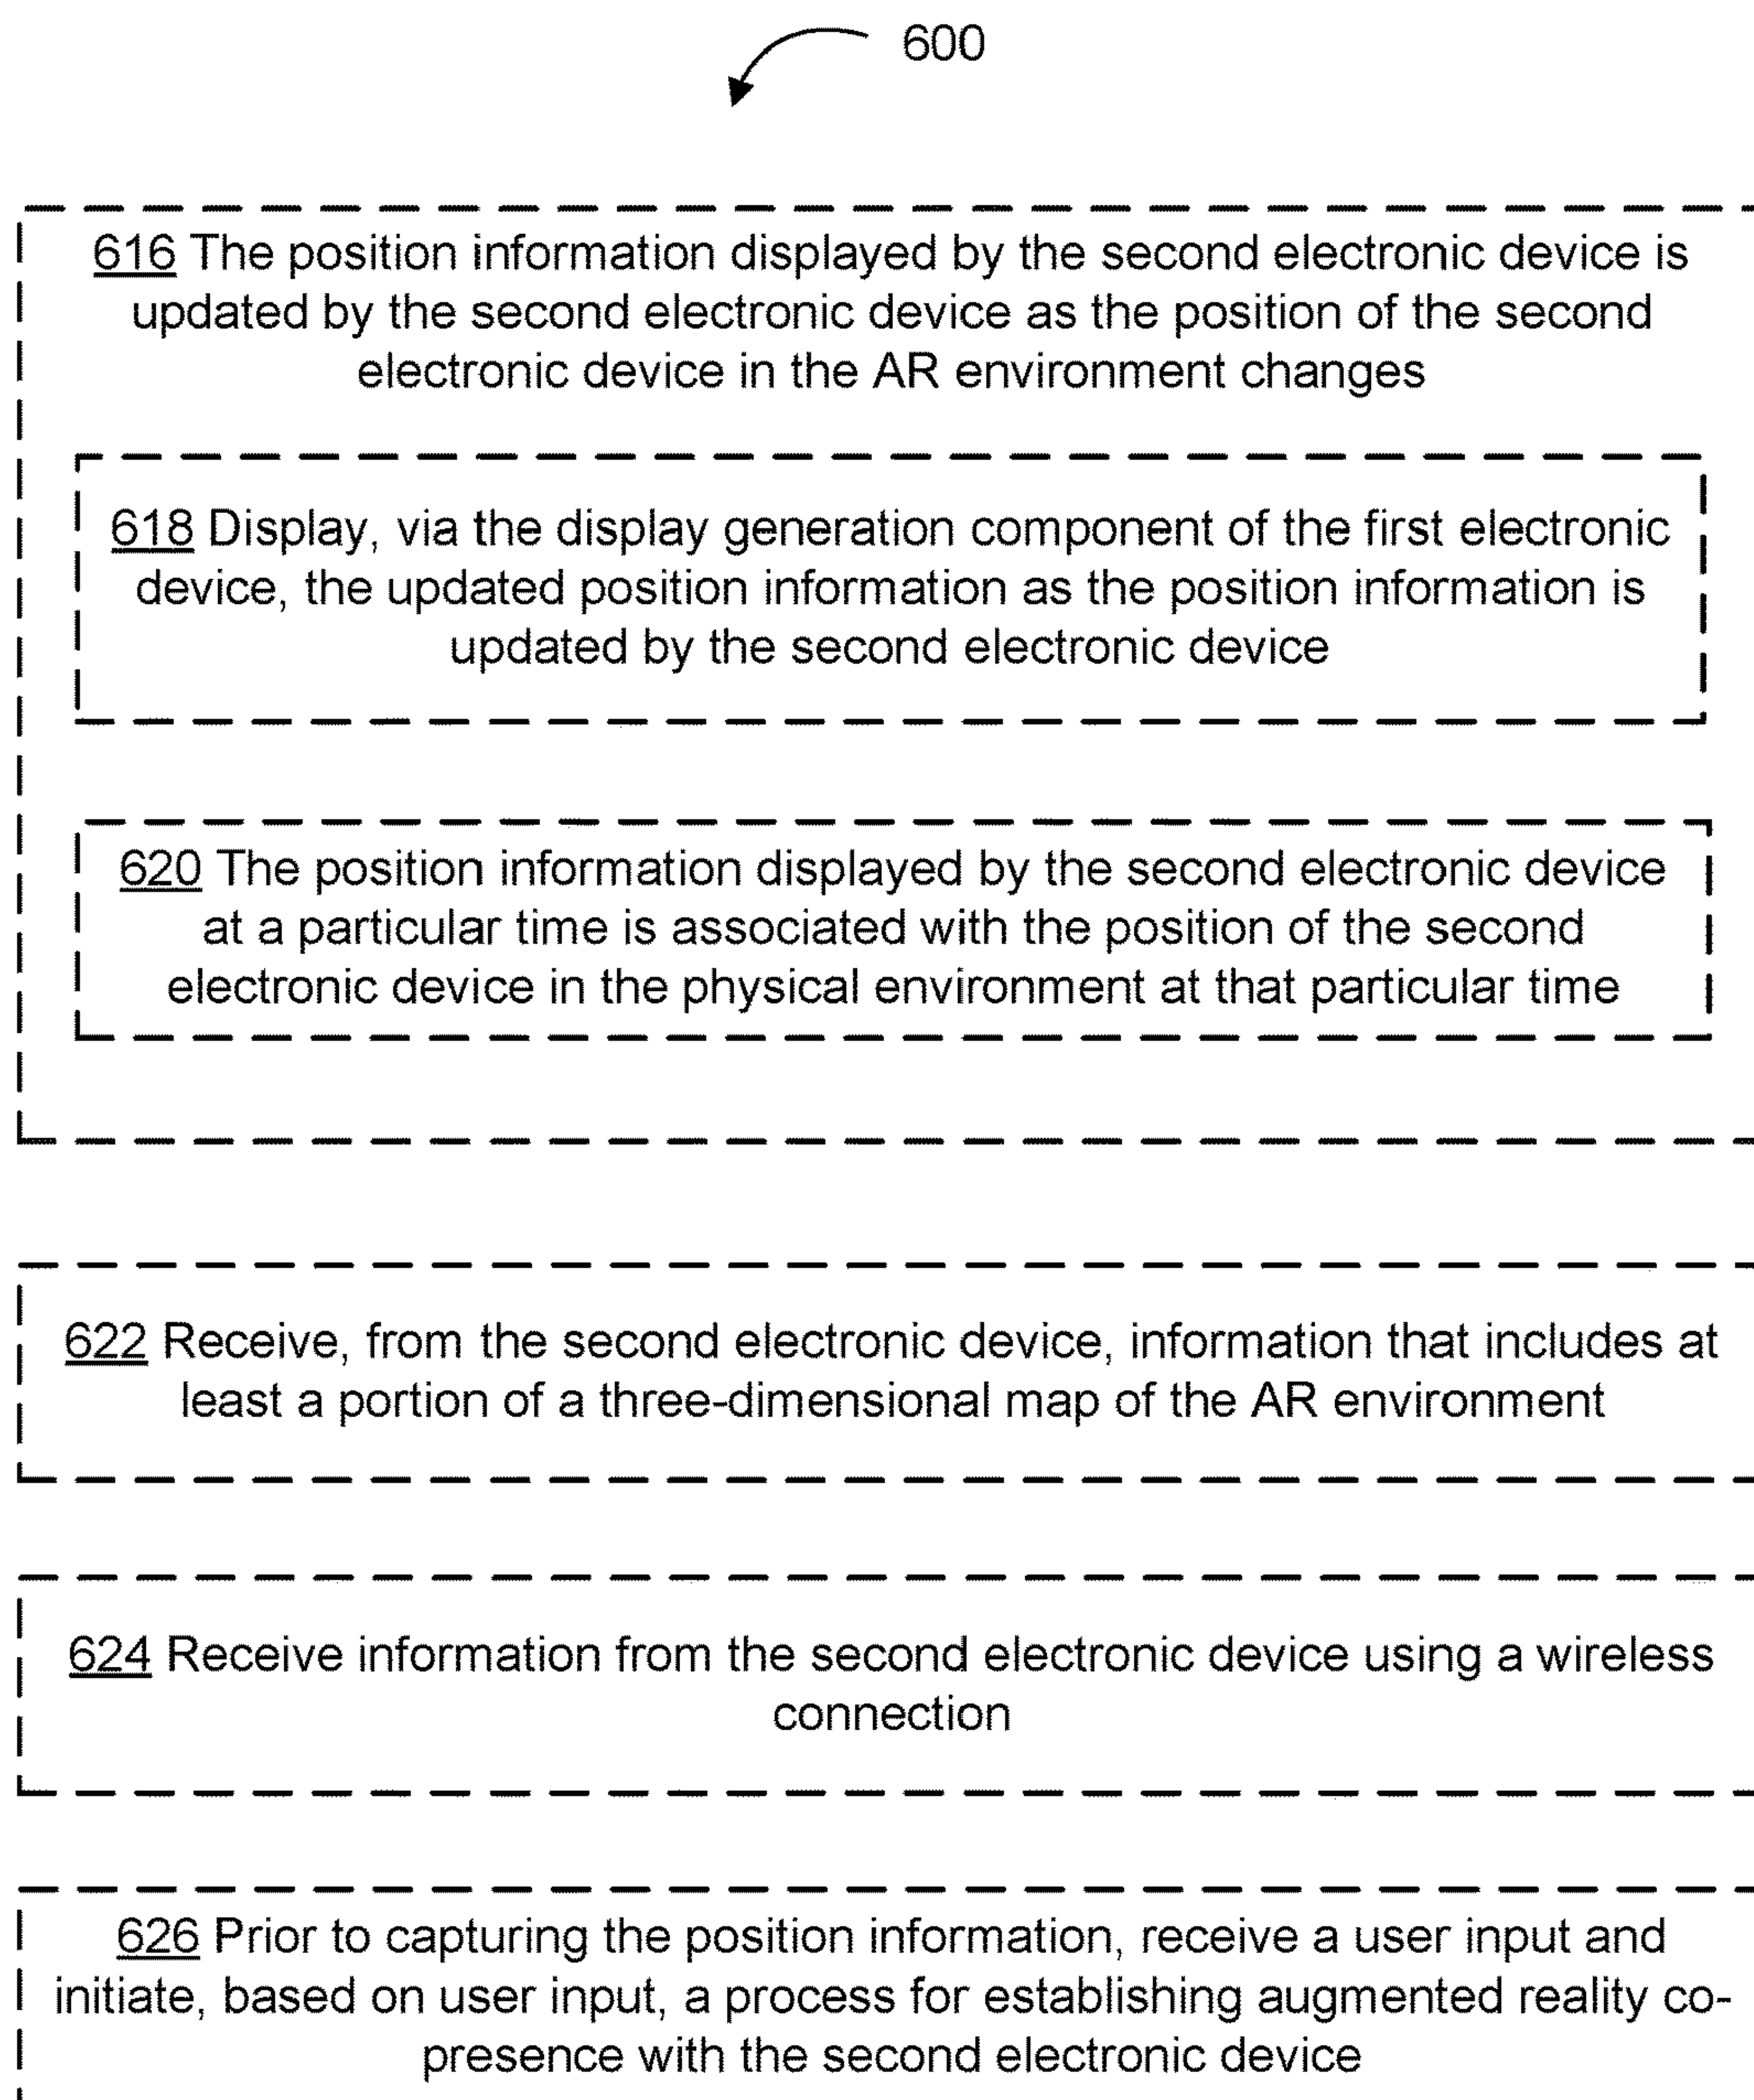 600
616 The position information displayed by the second electronic device is
updated by the second electronic device as the position of the second
electronic device in the AR environment changes
618 Display, via the display generation component of the first electronic
device, the updated position information as the position information is
updated by the second electronic device
620 The position information displayed by the second electronic device
at a particular time is associated with the position of the second
electronic device in the physical environment at that particular time
622 Receive, from the second electronic device, information that includes at
least a portion of a three-dimensional map of the AR environment
624 Receive information from the second electronic device using a wireless
connection
626 Prior to capturing the position information, receive a user input and
initiate, based on user input, a process for establishing augmented reality co-
presence with the second electronic device